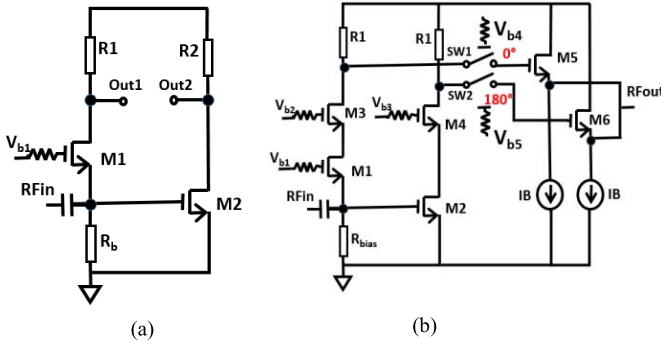 R1
R2
Out1
Out2
Vb1
M1
RFin
M2
Rb
(a)
R1
R1
SW1
Vb4
0°
M5
SW2
180°
RFout
Vb2
M3
Vb3
M4
Vb5
M6
Vb1
M1
RFin
M2
IB
IB
Rbias
(b)